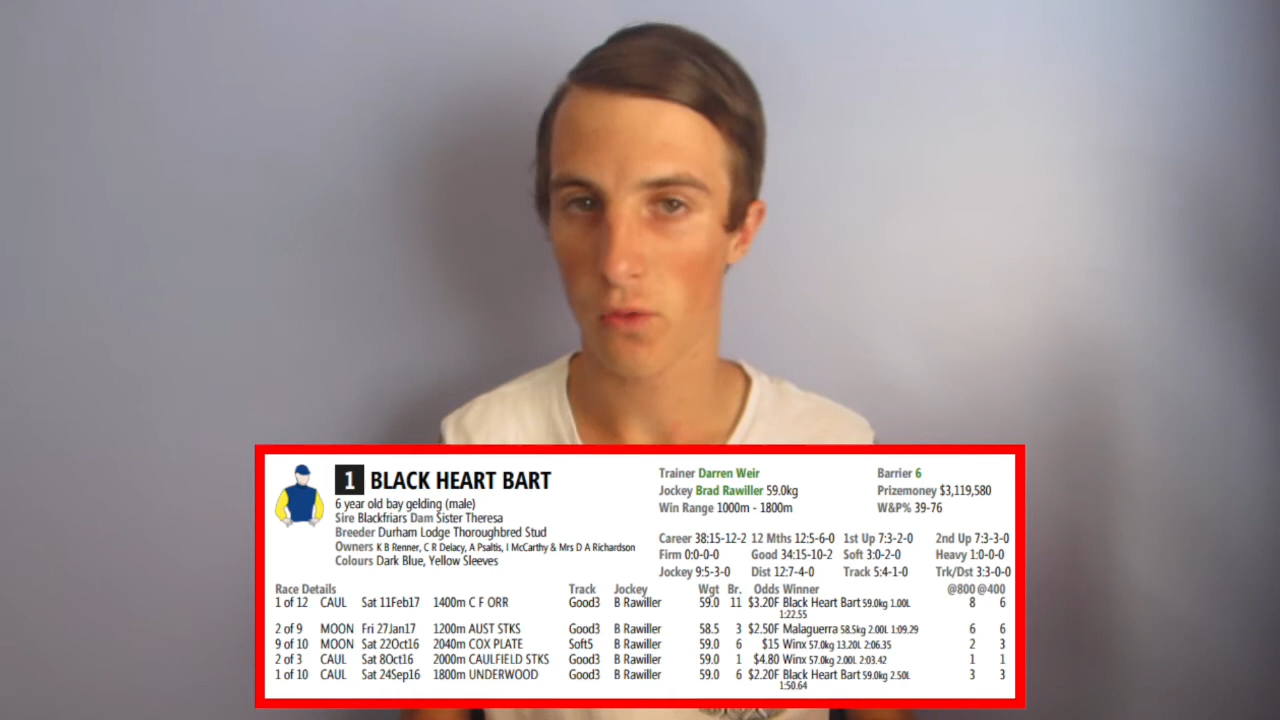 1 BLACK HEART BART
6 year old bay gelding (male)
Sire Blackfriars Dam Sister Theresa
Breeder Durham Lodge Thoroughbred Stud
Owners K B Renner, C R Delacy, A Psaltis, I McCarthy & Mrs D A Richardson
Colours Dark Blue, Yellow Sleeves
Trainer Darren Weir Barrier 6
Jockey Brad Rawiller 59.0kg Prizemoney $3,119,580
Win Range 1000m - 1800m W&P% 39-76
Career 38:15-12-2 12 Mths 12:5-6-0 1st Up 7:3-2-0 2nd Up 7:3-3-0
Firm 0:0-0-0 Good 34:15-10-2 Soft 3:0-2-0 Heavy 1:0-0-0
Jockey 9:5-3-0 Dist 12:7-4-0 Track 5:4-1-0 Trk/Dst 3:3-0-0
Race Details Track Jockey Wgt Br. Odds Winner @800 @400
1 of 12 CAUL Sat 11Feb17 1400m C F ORR Good3 B Rawiller 59.0 11 $3.20F Black Heart Bart 59.0kg 1.00L 8 6
1:22.55
2 of 9 MOON Fri 27Jan17 1200m AUST STKS Good3 B Rawiller 58.5 3 $2.50F Malaguerra 58.5kg 2.00L 1:09.29 6 6
9 of 10 MOON Sat 22Oct16 2040m COX PLATE Soft5 B Rawiller 59.0 6 $15 Winx 57.0kg 13.20L 2:06.35 2 3
2 of 3 CAUL Sat 8Oct16 2000m CAULFIELD STKS Good3 B Rawiller 59.0 1 $4.80 Winx 57.0kg 2.00L 2:03.42 1 1
1 of 10 CAUL Sat 24Sep16 1800m UNDERWOOD Good3 B Rawiller 59.0 6 $2.20F Black Heart Bart 59.0kg 2.50L 3 3
1:50.64